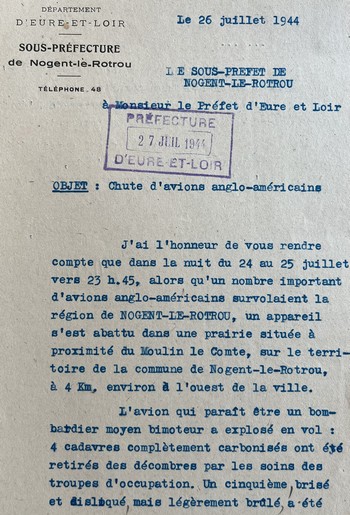 DÉPARTEMENT
D'EURE-ET-LOIR
SOUS-PRÉFECTURE
de Nogent-le-Rotrou
TÉLÉPHONE. 48
Le 26 juillet 1944
LE SOUS-PREFET DE
NOGENT-LE-ROTROU
à Monsieur le Préfet d'Eure et Loir
PRÉFECTURE
27 JUIL 1944
D'EURE-ET-LOIR
OBJET : Chute d'avions anglo-américains
J'ai l'honneur de vous rendre
compte que dans la nuit du 24 au 25 juillet
vers 23 h.45, alors qu'un nombre important
d'avions anglo-américains survolaient la
région de NOGENT-LE-ROTROU, un appareil
s'est abattu dans une prairie située à
proximité du Moulin le Comte, sur le terri-
toire de la commune de Nogent-le-Rotrou,
à 4 Km, environ à l'ouest de la ville.
L'avion qui paraît être un bom-
bardier moyen bimoteur a explosé en vol :
4 cadavres complètement carbonisés ont été
retirés des décombres par les soins des
troupes d'occupation. Un cinquième, brisé
et disloqué, mais légèrement brûlé, a été